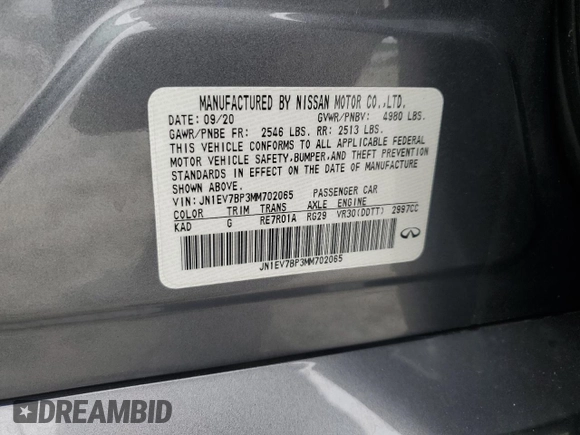 MANUFACTURED BY NISSAN MOTOR CO.,LTD.
DATE: 09/20 GVWR/PNBV: 4980 LBS.
GAWR/PNBE FR: 2546 LBS. RR: 2513 LBS.
THIS VEHICLE CONFORMS TO ALL APPLICABLE FEDERAL
MOTOR VEHICLE SAFETY,BUMPER,AND THEFT PREVENTION
STANDARDS IN EFFECT ON THE DATE OF MANUFACTURE
SHOWN ABOVE.
VIN: JN1EV7BP3MM702065 PASSENGER CAR
COLOR TRIM TRANS AXLE ENGINE
KAD G RE7R01A RG29 VR30(DDTT) 2997CC
JN1EV7BP3MM702065
INFINITI
DREAMBID